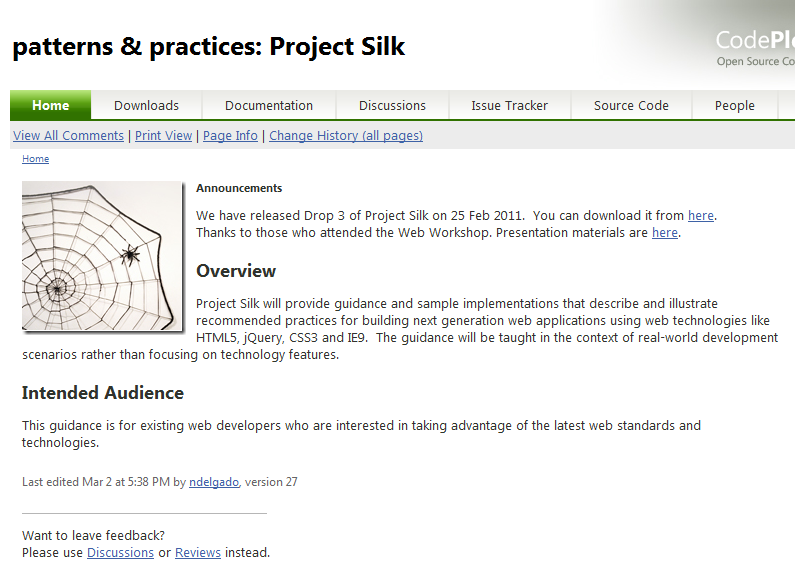 patterns & practices: Project Silk
Open Source Co
Home Downloads Documentation Discussions Issue Tracker Source Code People
View All Comments | Print View | Page Info | Change History (all pages)
Home
Announcements
We have released Drop 3 of Project Silk on 25 Feb 2011. You can download it from here.
Thanks to those who attended the Web Workshop. Presentation materials are here.
Overview
Project Silk will provide guidance and sample implementations that describe and illustrate
recommended practices for building next generation web applications using web technologies like
HTML5, jQuery, CSS3 and IE9. The guidance will be taught in the context of real-world development
scenarios rather than focusing on technology features.
Intended Audience
This guidance is for existing web developers who are interested in taking advantage of the latest web standards and
technologies.
Last edited Mar 2 at 5:38 PM by ndelgado, version 27
Want to leave feedback?
Please use Discussions or Reviews instead.